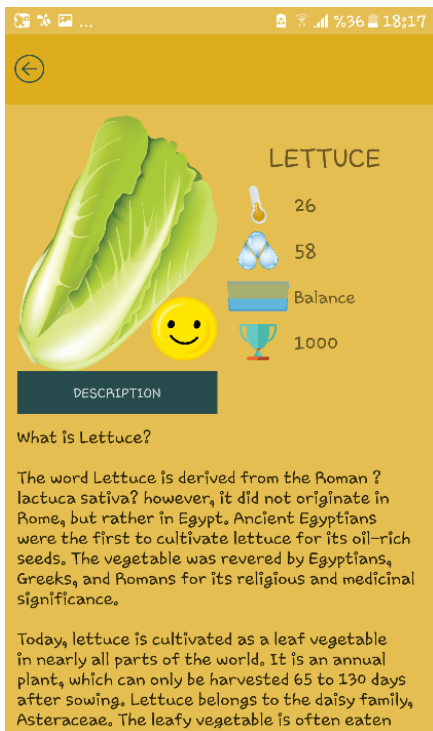 ... %36 18:17
LETTUCE
26
58
Balance
1000
DESCRIPTION
What is Lettuce?
The word Lettuce is derived from the Roman ?
lactuca sativa? however, it did not originate in
Rome, but rather in Egypt. Ancient Egyptians
were the first to cultivate lettuce for its oil-rich
seeds. The vegetable was revered by Egyptians,
Greeks, and Romans for its religious and medicinal
significance.
Today, lettuce is cultivated as a leaf vegetable
in nearly all parts of the world. It is an annual
plant, which can only be harvested 65 to 130 days
after sowing. Lettuce belongs to the daisy family,
Asteraceae. The leafy vegetable is often eaten